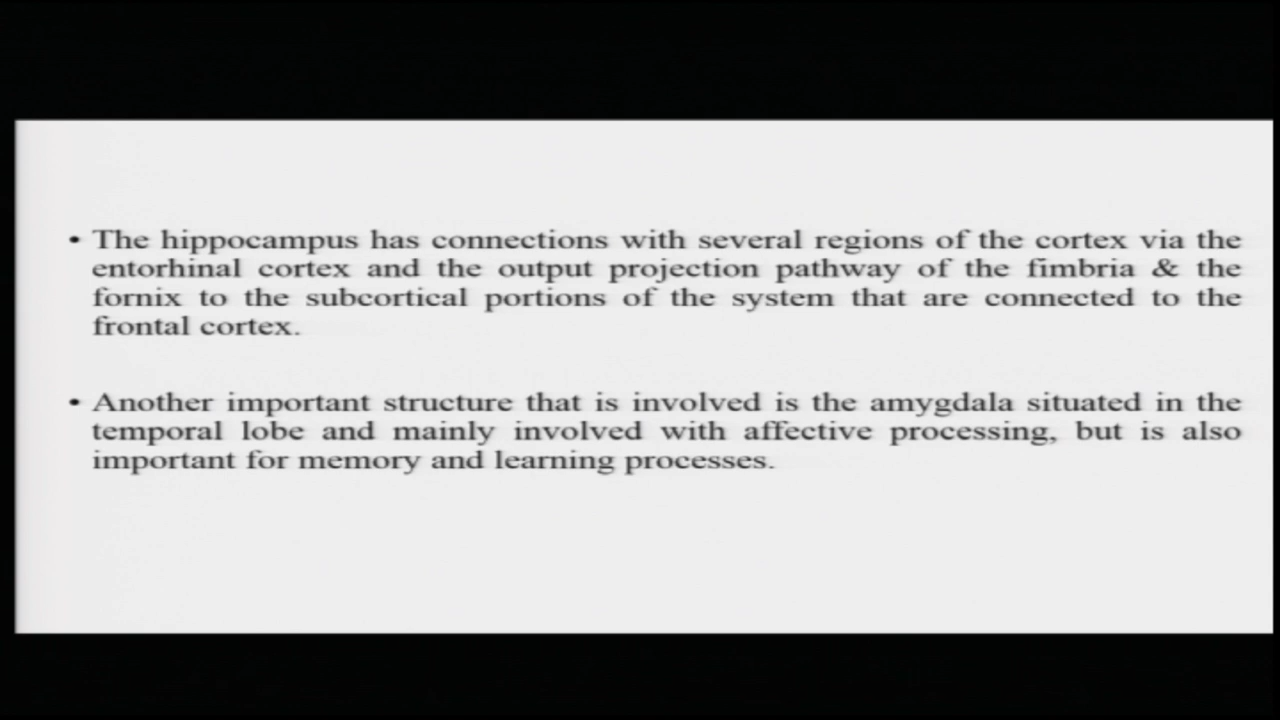 • The hippocampus has connections with several regions of the cortex via the
entorhinal cortex and the output projection pathway of the fimbria & the
fornix to the subcortical portions of the system that are connected to the
frontal cortex.
• Another important structure that is involved is the amygdala situated in the
temporal lobe and mainly involved with affective processing, but is also
important for memory and learning processes.